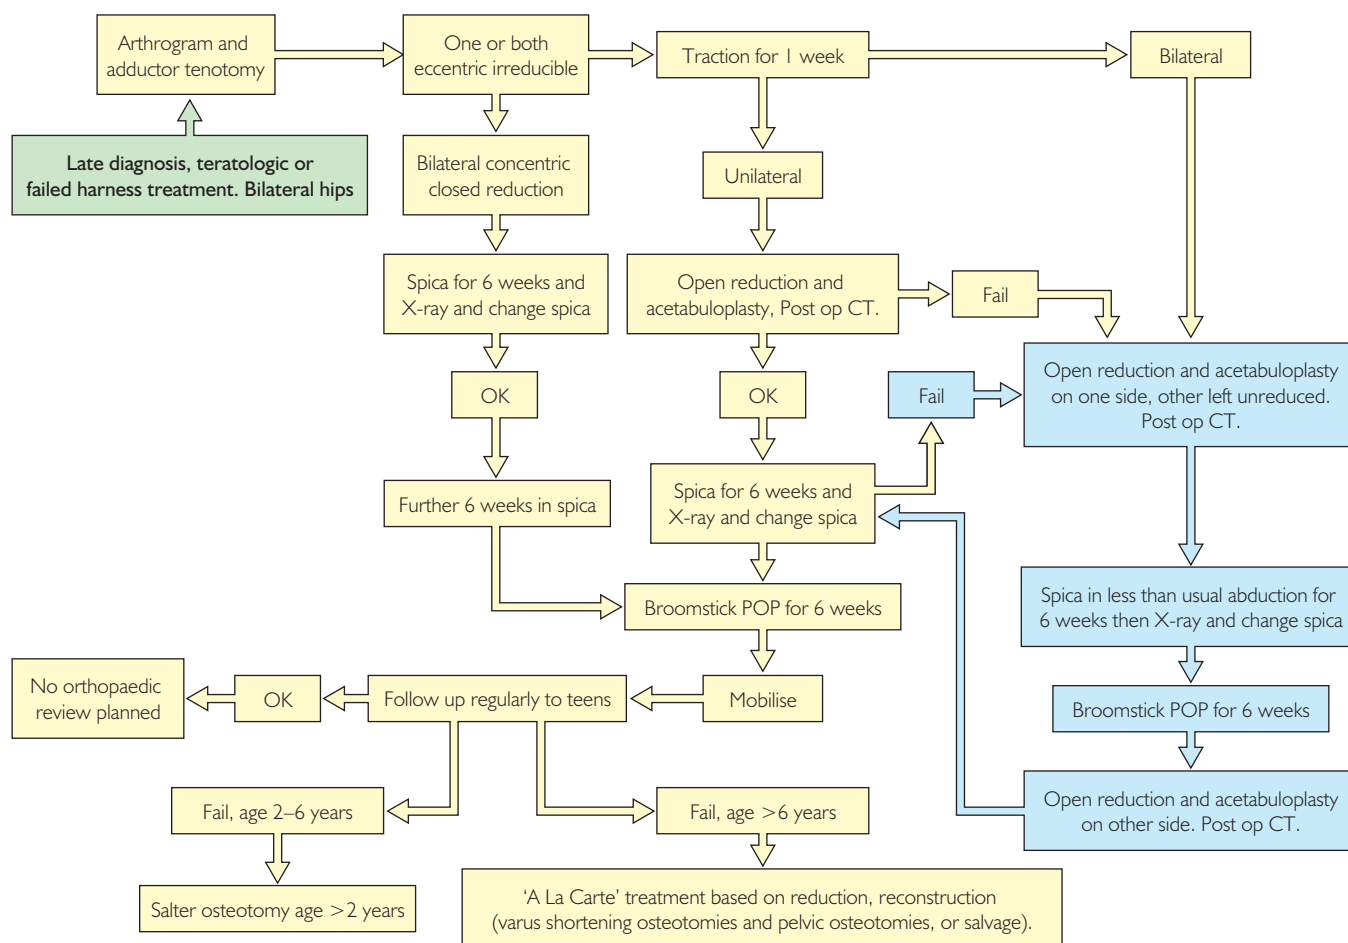 Arthrogram and
adductor tenotomy
One or both
eccentric irreducible
Traction for 1 week
Bilateral
Late diagnosis, teratologic or
failed harness treatment. Bilateral hips
Bilateral concentric
closed reduction
Unilateral
Spica for 6 weeks and
X-ray and change spica
Open reduction and
acetabuloplasty, Post op CT.
Fail
OK
OK
Fail
Open reduction and acetabuloplasty
on one side, other left unreduced.
Post op CT.
Further 6 weeks in spica
Spica for 6 weeks and
X-ray and change spica
Broomstick POP for 6 weeks
Spica in less than usual abduction for
6 weeks then X-ray and change spica
No orthopaedic
review planned
OK
Follow up regularly to teens
Mobilise
Broomstick POP for 6 weeks
Fail, age 2–6 years
Fail, age >6 years
Open reduction and acetabuloplasty
on other side. Post op CT.
Salter osteotomy age >2 years
‘A La Carte’ treatment based on reduction, reconstruction
(varus shortening osteotomies and pelvic osteotomies, or salvage).